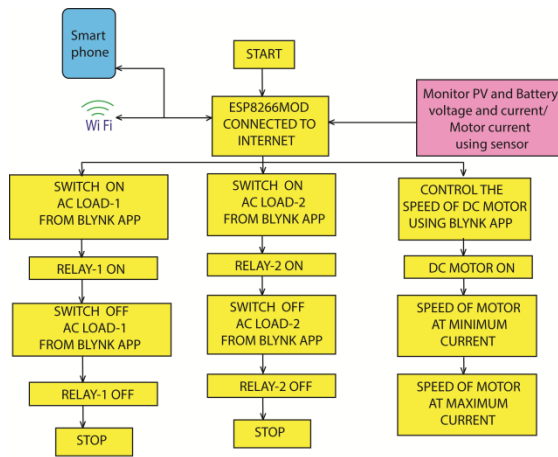 Smart
phone
START
Wi Fi
ESP8266MOD
CONNECTED TO
INTERNET
Monitor PV and Battery
voltage and current/
Motor current
using sensor
SWITCH ON
AC LOAD-1
FROM BLYNK APP
SWITCH ON
AC LOAD-2
FROM BLYNK APP
CONTROL THE
SPEED OF DC MOTOR
USING BLYNK APP
RELAY-1 ON
RELAY-2 ON
DC MOTOR ON
SWITCH OFF
AC LOAD-1
FROM BLYNK APP
SWITCH OFF
AC LOAD-2
FROM BLYNK APP
SPEED OF MOTOR
AT MINIMUM
CURRENT
RELAY-1 OFF
RELAY-2 OFF
SPEED OF MOTOR
AT MAXIMUM
CURRENT
STOP
STOP